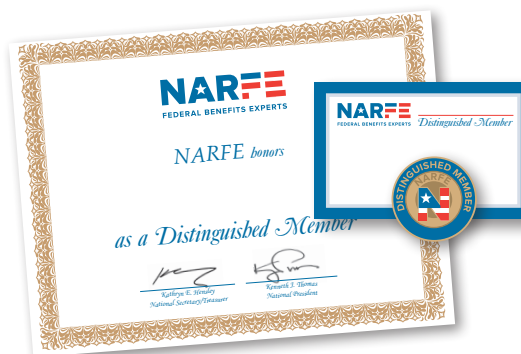 NARFE
FEDERAL BENEFITS EXPERTS
NARFE honors
as a Distinguished Member
Kathryn E. Hensley
National Secretary/Treasurer
Kenneth J. Thomas
National President
NARFE
FEDERAL BENEFITS EXPERTS
Distinguished Member
DISTINGUISHED MEMBER
NARFE
N